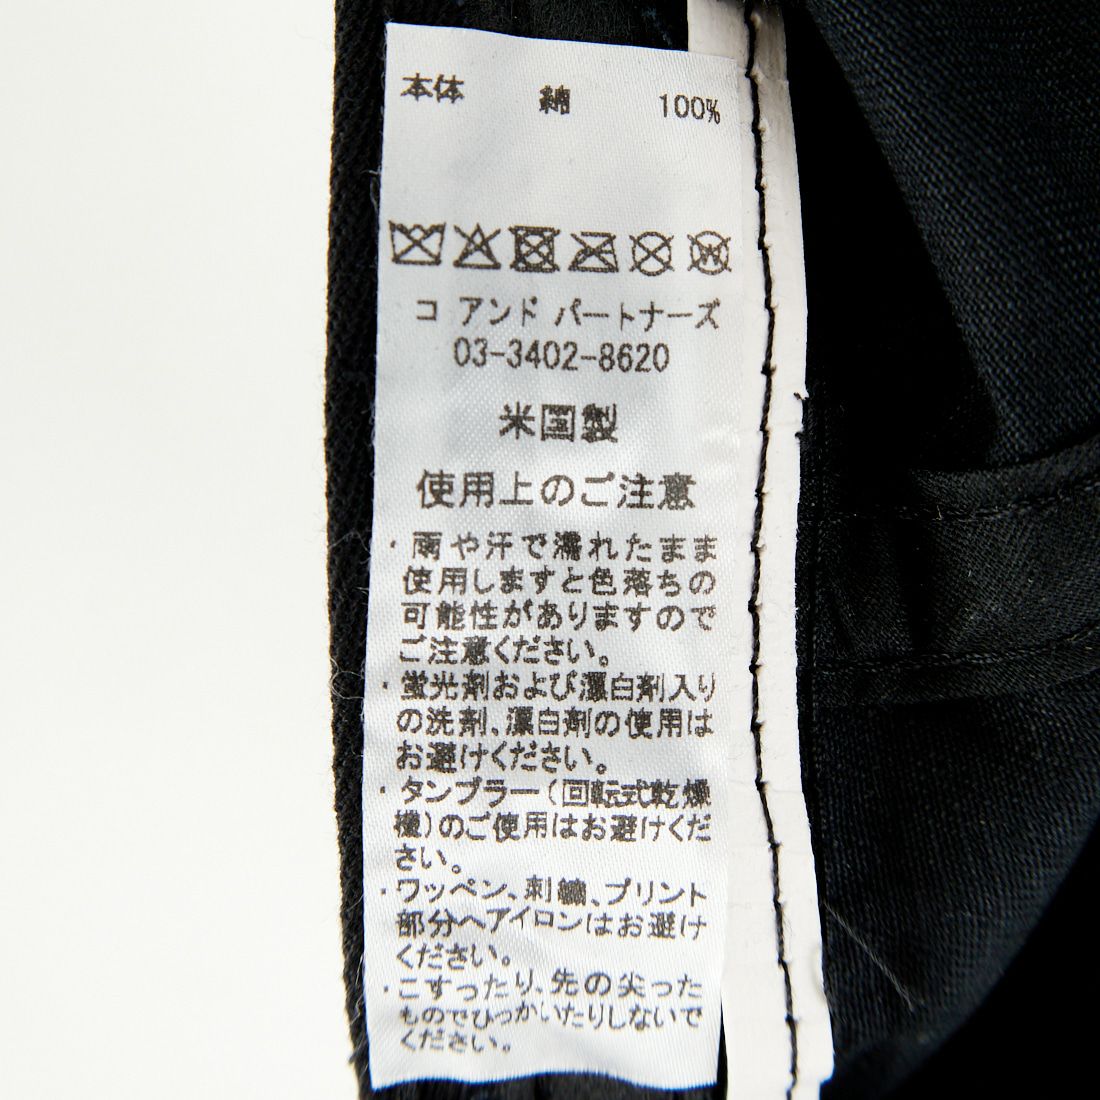 本体 綿 100%
コ アンド パートナーズ
03-3402-8620
米国製
使用上のご注意
・雨や汗で濡れたまま
使用しますと色落ちの
可能性がありますので
ご注意ください。
・蛍光剤および漂白剤入り
の洗剤、漂白剤の使用は
お避けください。
・タンブラー(回転式乾燥
機)のご使用はお避けくだ
さい。
・ワッペン、刺繍、プリント
部分へアイロンはお避け
ください。
・こすったり、先の尖った
ものでひっかいたりしないで
ください。